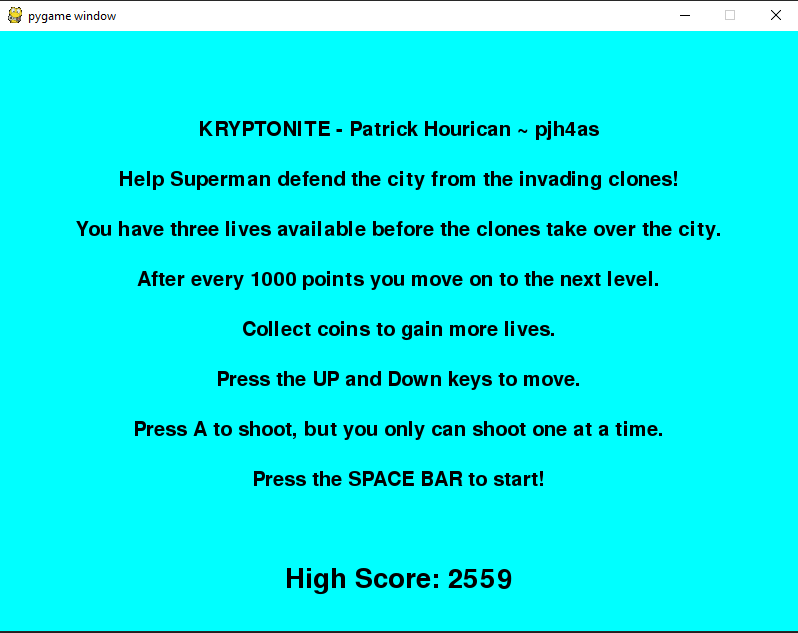 pygame window
KRYPTONITE - Patrick Hourican ~ pjh4as
Help Superman defend the city from the invading clones!
You have three lives available before the clones take over the city.
After every 1000 points you move on to the next level.
Collect coins to gain more lives.
Press the UP and Down keys to move.
Press A to shoot, but you only can shoot one at a time.
Press the SPACE BAR to start!
High Score: 2559